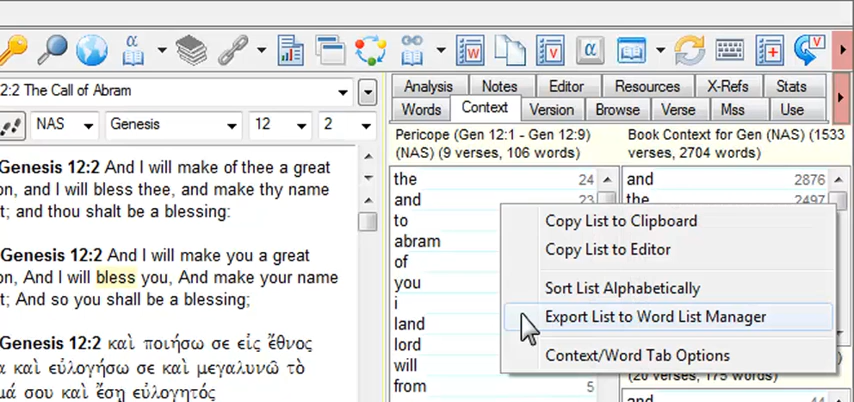 W
V
α
V
α
12:2 The Call of Abram
NAS
Genesis
12
2
Genesis 12:2 And I will make of thee a great
on, and I will bless thee, and make thy name
t; and thou shalt be a blessing:
Genesis 12:2 And I will make you a great
on, And I will bless you, And make your name
t; And so you shall be a blessing;
Genesis 12:2 καὶ ποιήσω σε εἰς ἔθνος
α καὶ εὐλογήσω σε καὶ μεγαλυνῶ τὸ
μά σου καὶ ἔσῃ εὐλογητός
Analysis Notes Editor Resources X-Refs Stats
Words Context Version Browse Verse Mss Use
Pericope (Gen 12:1 - Gen 12:9)
(NAS) (9 verses, 106 words)
the 24
and 23
to
abram
of
you
i
land
lord
will
from 5
Book Context for Gen (NAS) (1533
verses, 2704 words)
and 2876
the 2497
Copy List to Clipboard
Copy List to Editor
Sort List Alphabetically
Export List to Word List Manager
Context/Word Tab Options
(20 verses, 175 words)
and 44